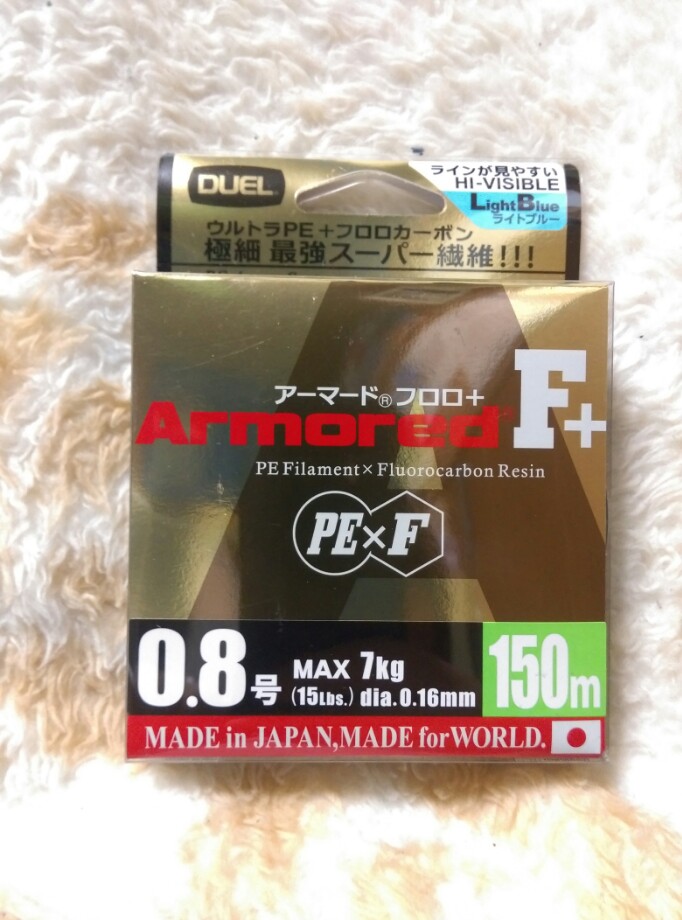 DUEL
ラインが見やすい
HI-VISIBLE
LightBlue
ライトブルー
ウルトラPE+フロロカーボン
極細 最強スーパー繊維!!!
アーマード®フロロ+
Armored® F+
PE Filament×Fluorocarbon Resin
PE×F
0.8号
MAX 7kg
(15Lbs.) dia.0.16mm
150m
MADE in JAPAN,MADE for WORLD.